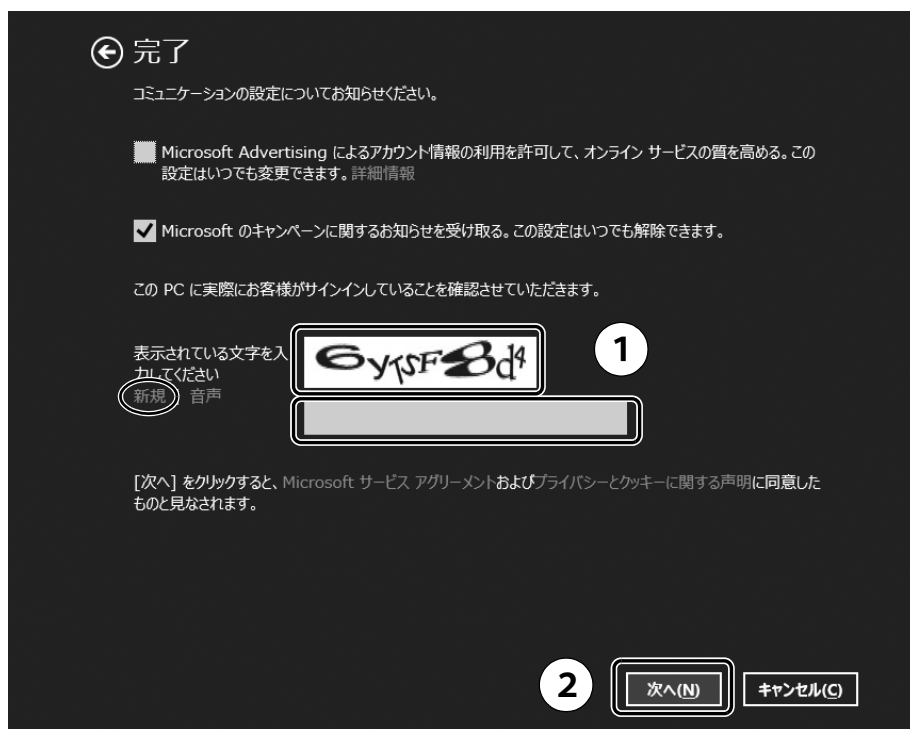 完了
コミュニケーションの設定についてお知らせください。
Microsoft Advertising によるアカウント情報の利用を許可して、オンライン サービスの質を高める。この
設定はいつでも変更できます。詳細情報
Microsoft のキャンペーンに関するお知らせを受け取る。この設定はいつでも解除できます。
この PC に実際にお客様がサインインしていることを確認させていただきます。
表示されている文字を入
力してください
新規 音声
1
[次へ] をクリックすると、Microsoft サービス アグリーメントおよびプライバシーとクッキーに関する声明に同意した
ものと見なされます。
2
次へ(N)
キャンセル(C)